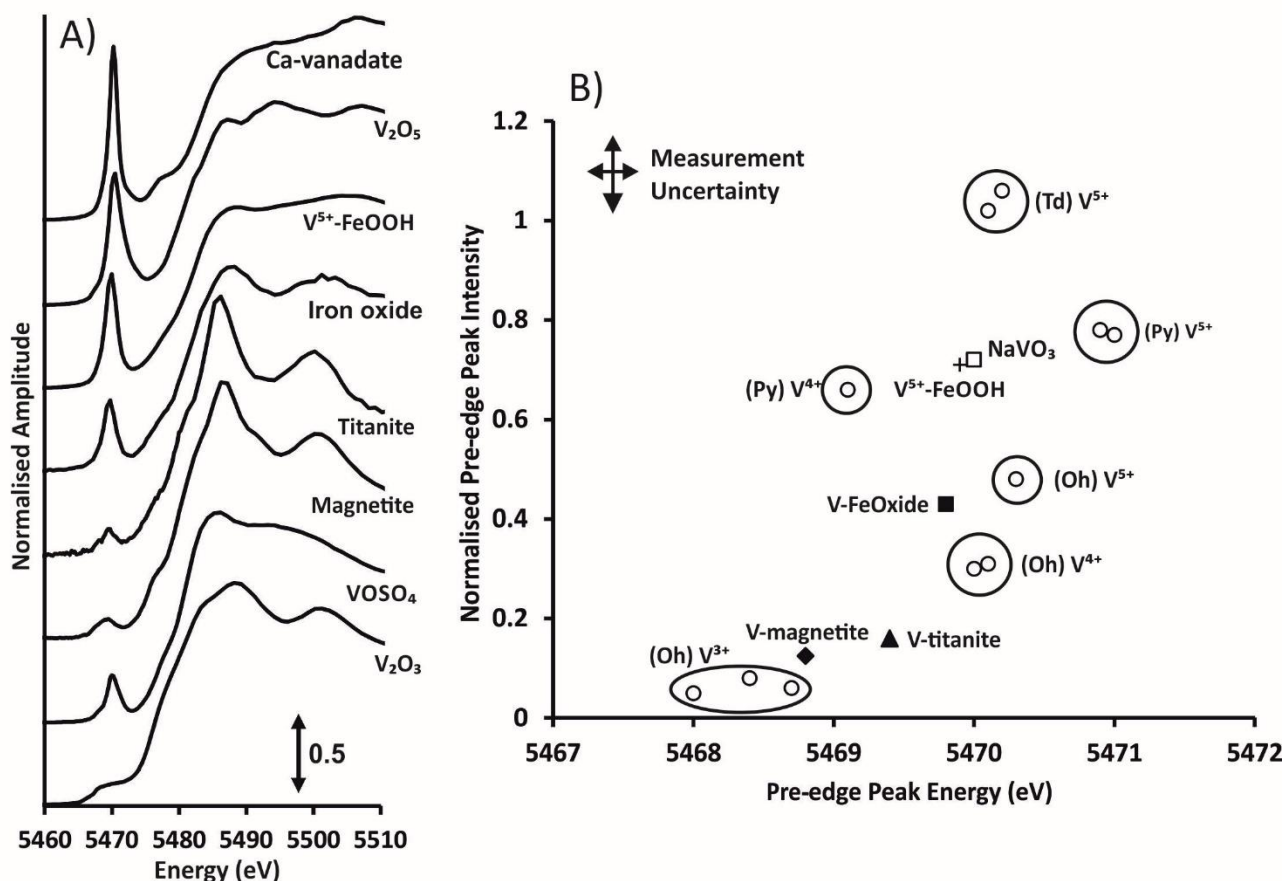 A)
Ca-vanadate
V₂O₅
V⁵⁺-FeOOH
Iron oxide
Titanite
Magnetite
VOSO₄
V₂O₃
0.5
Normalised Amplitude
5460 5470 5480 5490 5500 5510
Energy (eV)
B)
Measurement
Uncertainty
1.2
1
0.8
0.6
0.4
0.2
0
Normalised Pre-edge Peak Intensity
(Td) V⁵⁺
(Py) V⁵⁺
NaVO₃
V⁵⁺-FeOOH
(Py) V⁴⁺
(Oh) V⁵⁺
V-FeOxide
(Oh) V⁴⁺
V-magnetite
V-titanite
(Oh) V³⁺
5467 5468 5469 5470 5471 5472
Pre-edge Peak Energy (eV)